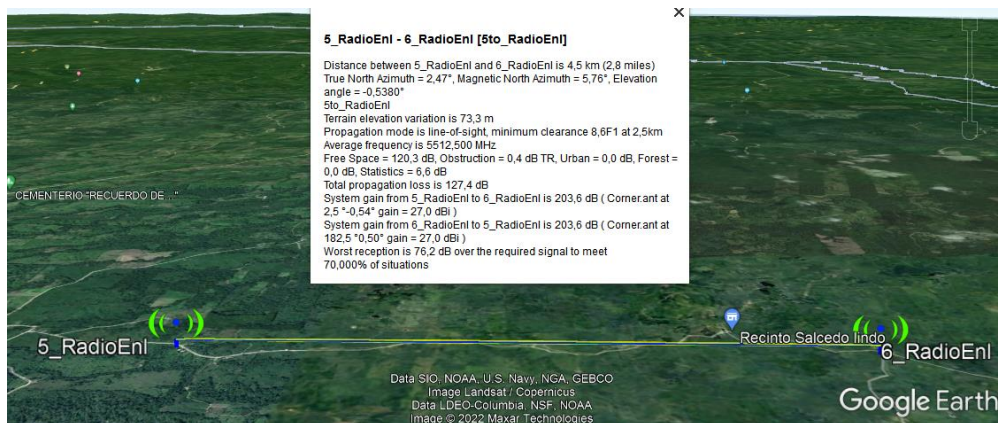 5_RadioEnl - 6_RadioEnl [5to_RadioEnl]
Distance between 5_RadioEnl and 6_RadioEnl is 4,5 km (2,8 miles)
True North Azimuth = 2,47°, Magnetic North Azimuth = 5,76°, Elevation
angle = -0,5380°
5to_RadioEnl
Terrain elevation variation is 73,3 m
Propagation mode is line-of-sight, minimum clearance 8,6F1 at 2,5km
Average frequency is 5512,500 MHz
Free Space = 120,3 dB, Obstruction = 0,4 dB TR, Urban = 0,0 dB, Forest =
0,0 dB, Statistics = 6,6 dB
Total propagation loss is 127,4 dB
System gain from 5_RadioEnl to 6_RadioEnl is 203,6 dB ( Corner.ant at
2,5 °-0,54° gain = 27,0 dBi )
System gain from 6_RadioEnl to 5_RadioEnl is 203,6 dB ( Corner.ant at
182,5 °0,50° gain = 27,0 dBi )
Worst reception is 76,2 dB over the required signal to meet
70,000% of situations
CEMENTERIO "RECUERDO DE..."
5_RadioEnl
Recinto Salcedo lindo
6_RadioEnl
Data SIO, NOAA, U.S. Navy, NGA, GEBCO
Image Landsat / Copernicus
Data LDEO-Columbia, NSF, NOAA
Image © 2022 Maxar Technologies
Google Earth